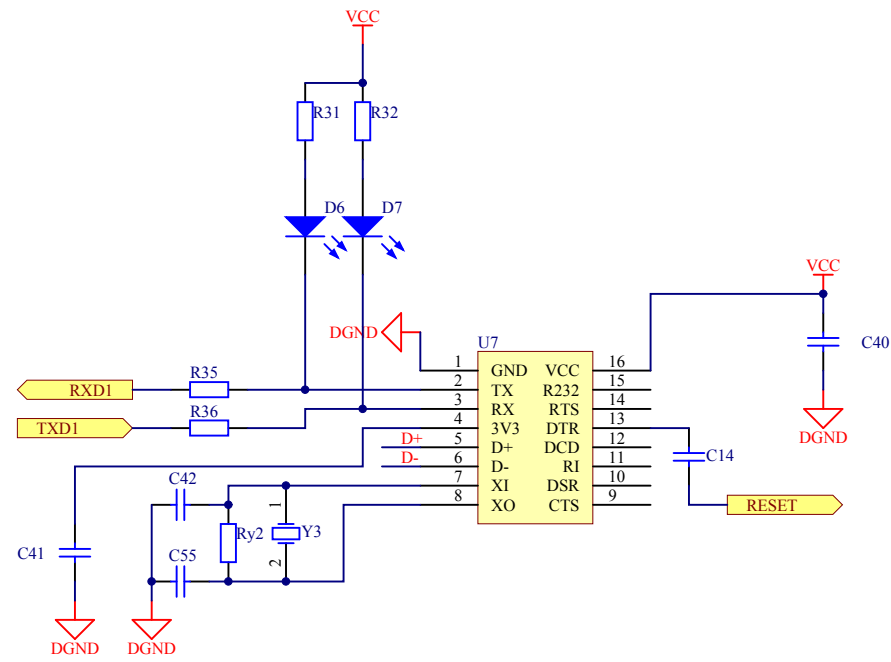 VCC
R31 R32
D6 D7
VCC
DGND
C40
U7
1 GND VCC 16
RXD1 R35 2 TX R232 15
TXD1 R36 3 RX RTS 14
4 3V3 DTR 13
D+ 5 D+ DCD 12
D- 6 D- RI 11
C14
DGND
7 XI DSR 10
8 XO CTS 9
RESET
C42
1
Ry2 Y3
C41 C55 2
DGND DGND